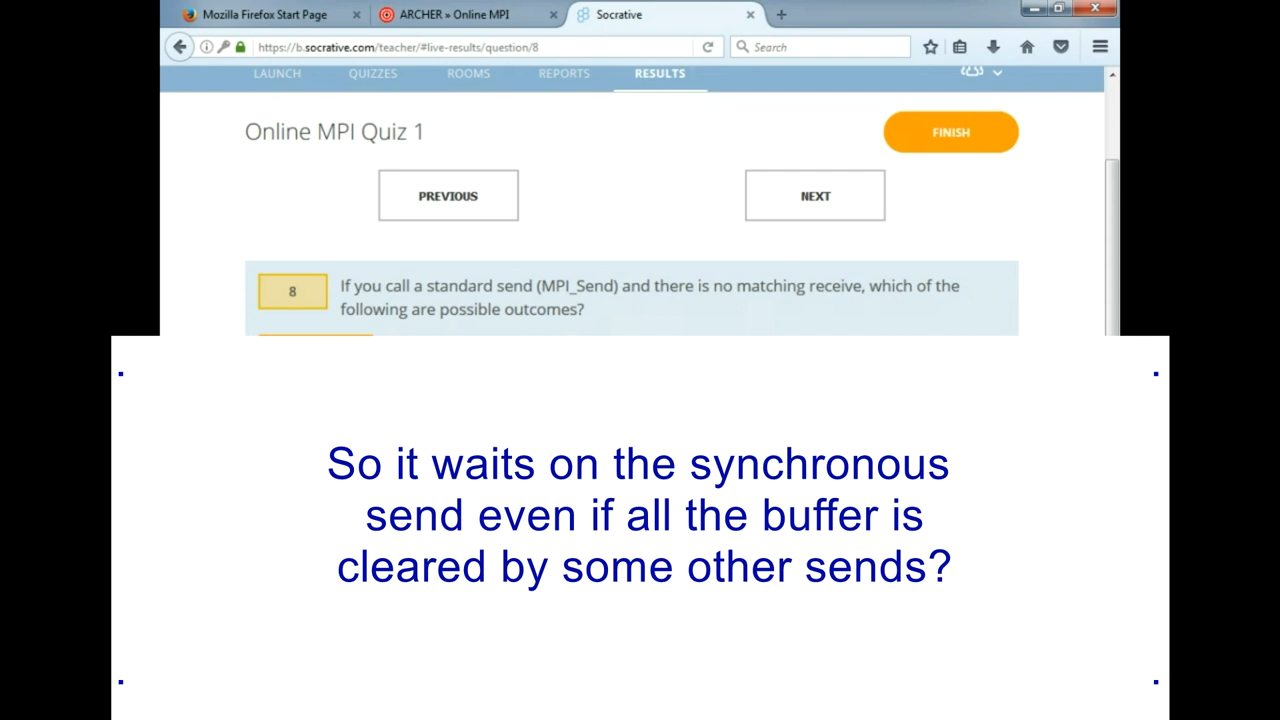 Mozilla Firefox Start Page
ARCHER » Online MPI
Socrative
https://b.socrative.com/teacher/#live-results/question/8
Search
LAUNCH QUIZZES ROOMS REPORTS RESULTS
Online MPI Quiz 1
FINISH
PREVIOUS
NEXT
8
If you call a standard send (MPI_Send) and there is no matching receive, which of the
following are possible outcomes?
So it waits on the synchronous
send even if all the buffer is
cleared by some other sends?